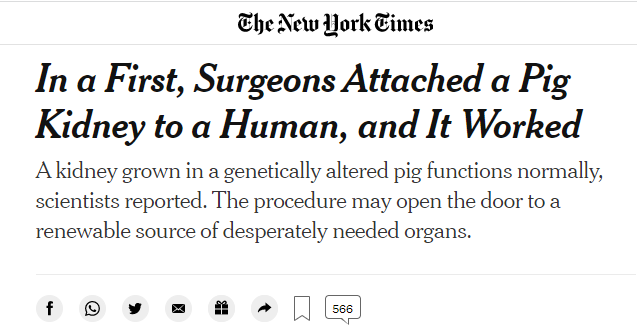 The New York Times
In a First, Surgeons Attached a Pig
Kidney to a Human, and It Worked
A kidney grown in a genetically altered pig functions normally,
scientists reported. The procedure may open the door to a
renewable source of desperately needed organs.
566